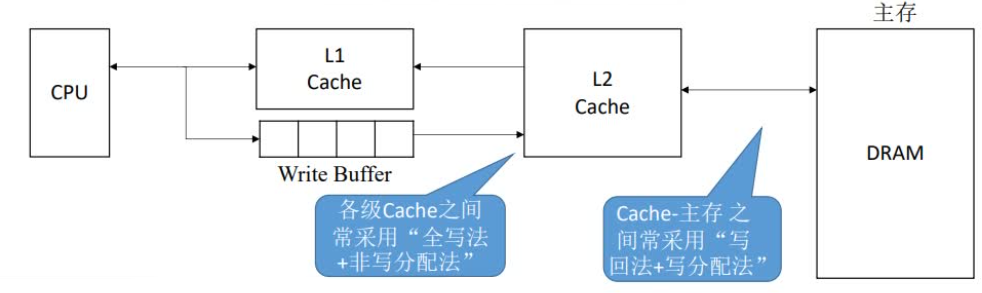 主存
CPU
L1
Cache
L2
Cache
DRAM
Write Buffer
各级Cache之间
常采用“全写法
+非写分配法”
Cache-主存 之
间常采用“写
回法+写分配法”